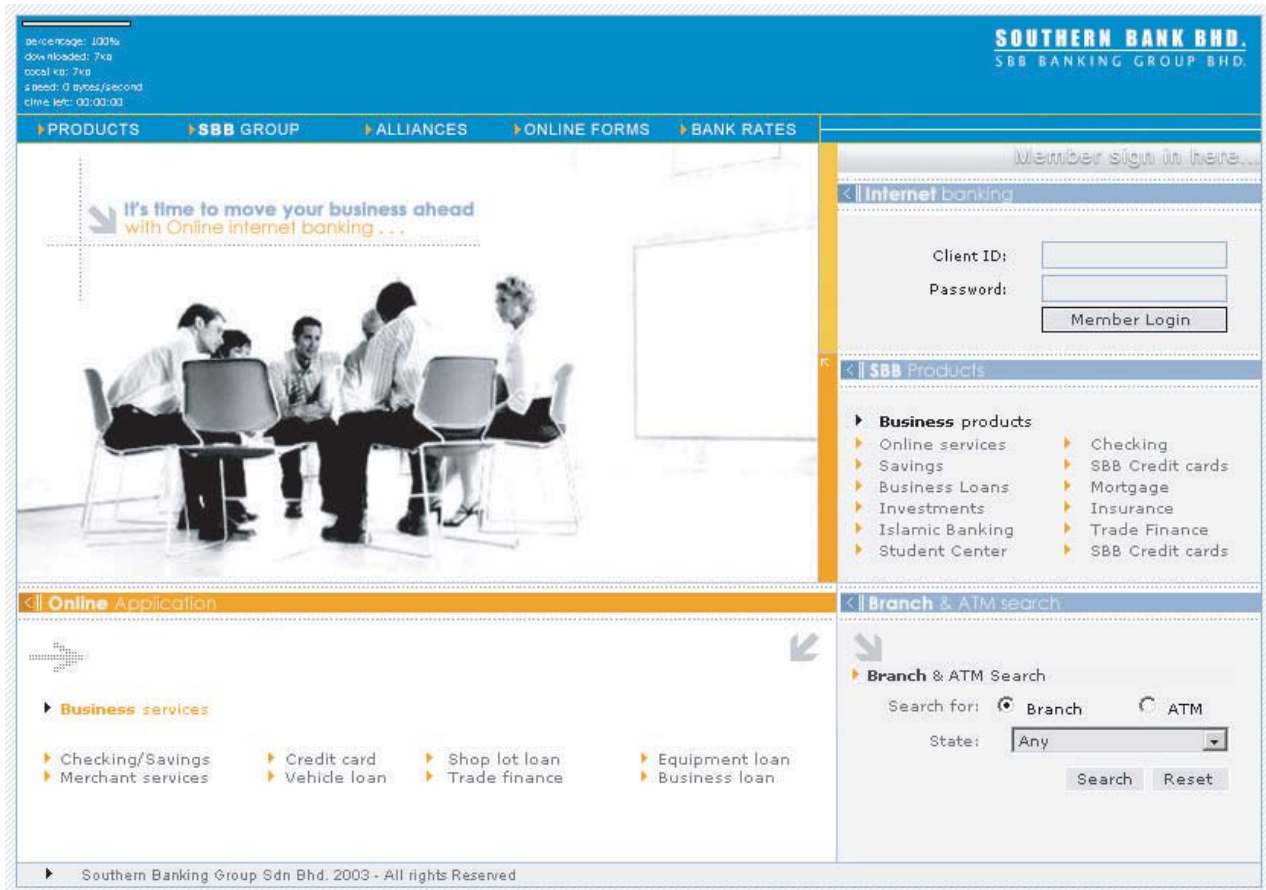 percentage: 100%
downloaded: 7kb
total kb: 7kb
speed: 0 bytes/second
time left: 00:00:00
SOUTHERN BANK BHD.
SBB BANKING GROUP BHD.
PRODUCTS SBB GROUP ALLIANCES ONLINE FORMS BANK RATES
Member sign in here...
It's time to move your business ahead
with Online internet banking . . .
Internet banking
Client ID:
Password:
Member Login
SBB Products
Business products
Online services Checking
Savings SBB Credit cards
Business Loans Mortgage
Investments Insurance
Islamic Banking Trade Finance
Student Center SBB Credit cards
Online Application
Business services
Checking/Savings Credit card Shop lot loan Equipment loan
Merchant services Vehicle loan Trade finance Business loan
Branch & ATM search
Branch & ATM Search
Search for: Branch ATM
State: Any
Search Reset
Southern Banking Group Sdn Bhd. 2003 - All rights Reserved